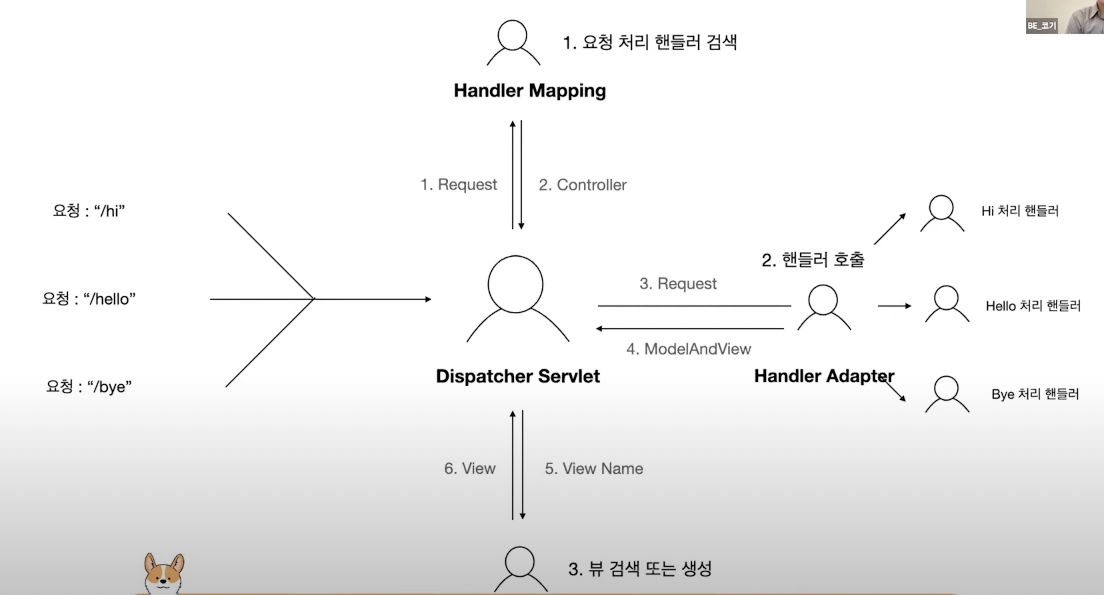 BE_코기
1. 요청 처리 핸들러 검색
Handler Mapping
1. Request
2. Controller
요청 : “/hi”
Hi 처리 핸들러
2. 핸들러 호출
3. Request
요청 : “/hello”
Hello 처리 핸들러
4. ModelAndView
Dispatcher Servlet
Handler Adapter
요청 : “/bye”
Bye 처리 핸들러
6. View
5. View Name
3. 뷰 검색 또는 생성